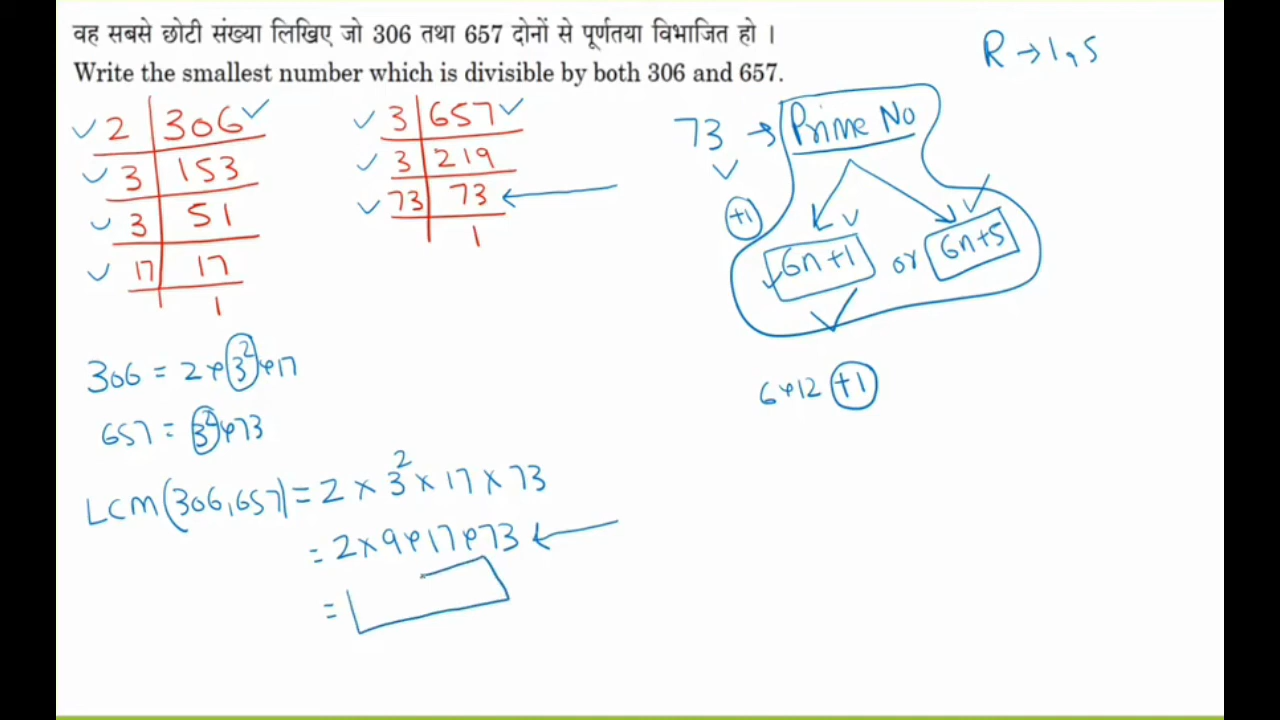 वह सबसे छोटी संख्या लिखिए जो 306 तथा 657 दोनों से पूर्णतया विभाजित हो ।
Write the smallest number which is divisible by both 306 and 657.
R → 1, 5
2 | 306
3 | 153
3 | 51
17 | 17
1
3 | 657
3 | 219
73 | 73
1
73 → Prime No
+1
6n+1 or 6n+5
6×12 +1
306 = 2×3²×17
657 = 3²×73
LCM(306,657) = 2 × 3² × 17 × 73
= 2×9×17×73
=